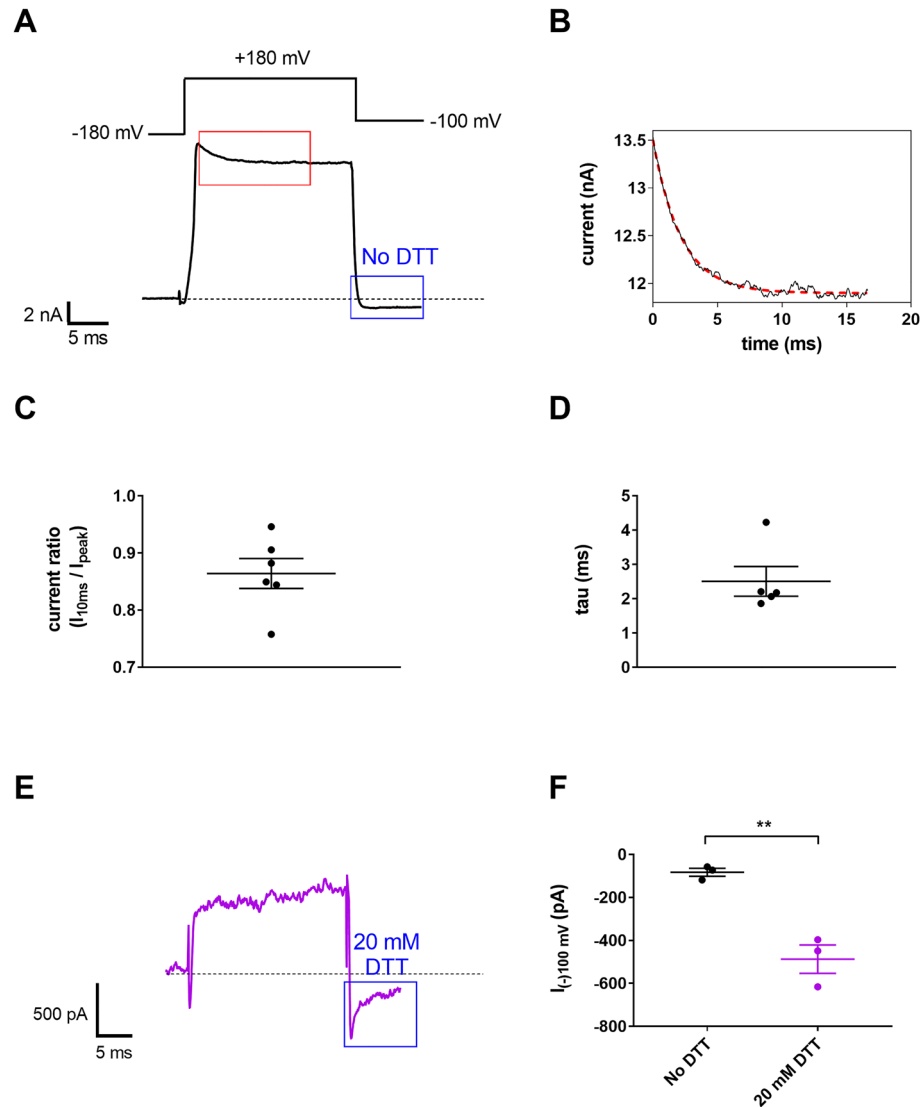 A
+180 mV
-180 mV
-100 mV
No DTT
2 nA
5 ms
B
13.5
13
12.5
12
current (nA)
0
5
10
15
20
time (ms)
C
1.0
0.9
0.8
0.7
current ratio
(I10ms / Ipeak)
D
5
4
3
2
1
0
tau (ms)
E
20 mM
DTT
500 pA
5 ms
F
**
0
-200
-400
-600
-800
I(-)100 mV (pA)
No DTT
20 mM DTT